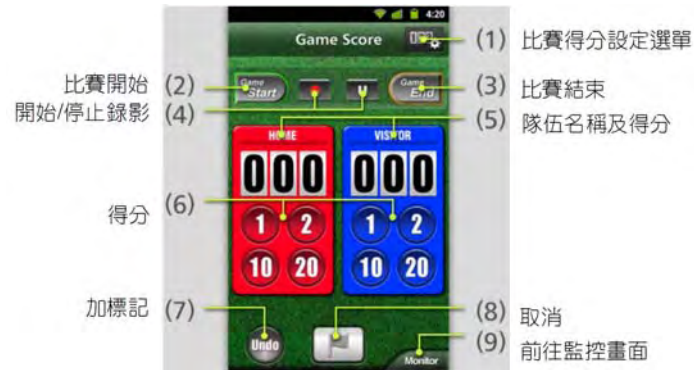 4:20
Game Score
(1) 比賽得分設定選單
比賽開始 (2)
Game Start
Game End
(3) 比賽結束
開始/停止錄影 (4)
(5) 隊伍名稱及得分
HOME
VISITOR
000
000
得分 (6)
1 2
1 2
10 20
10 20
加標記 (7)
(8) 取消
Undo
(9) 前往監控畫面
Monitor